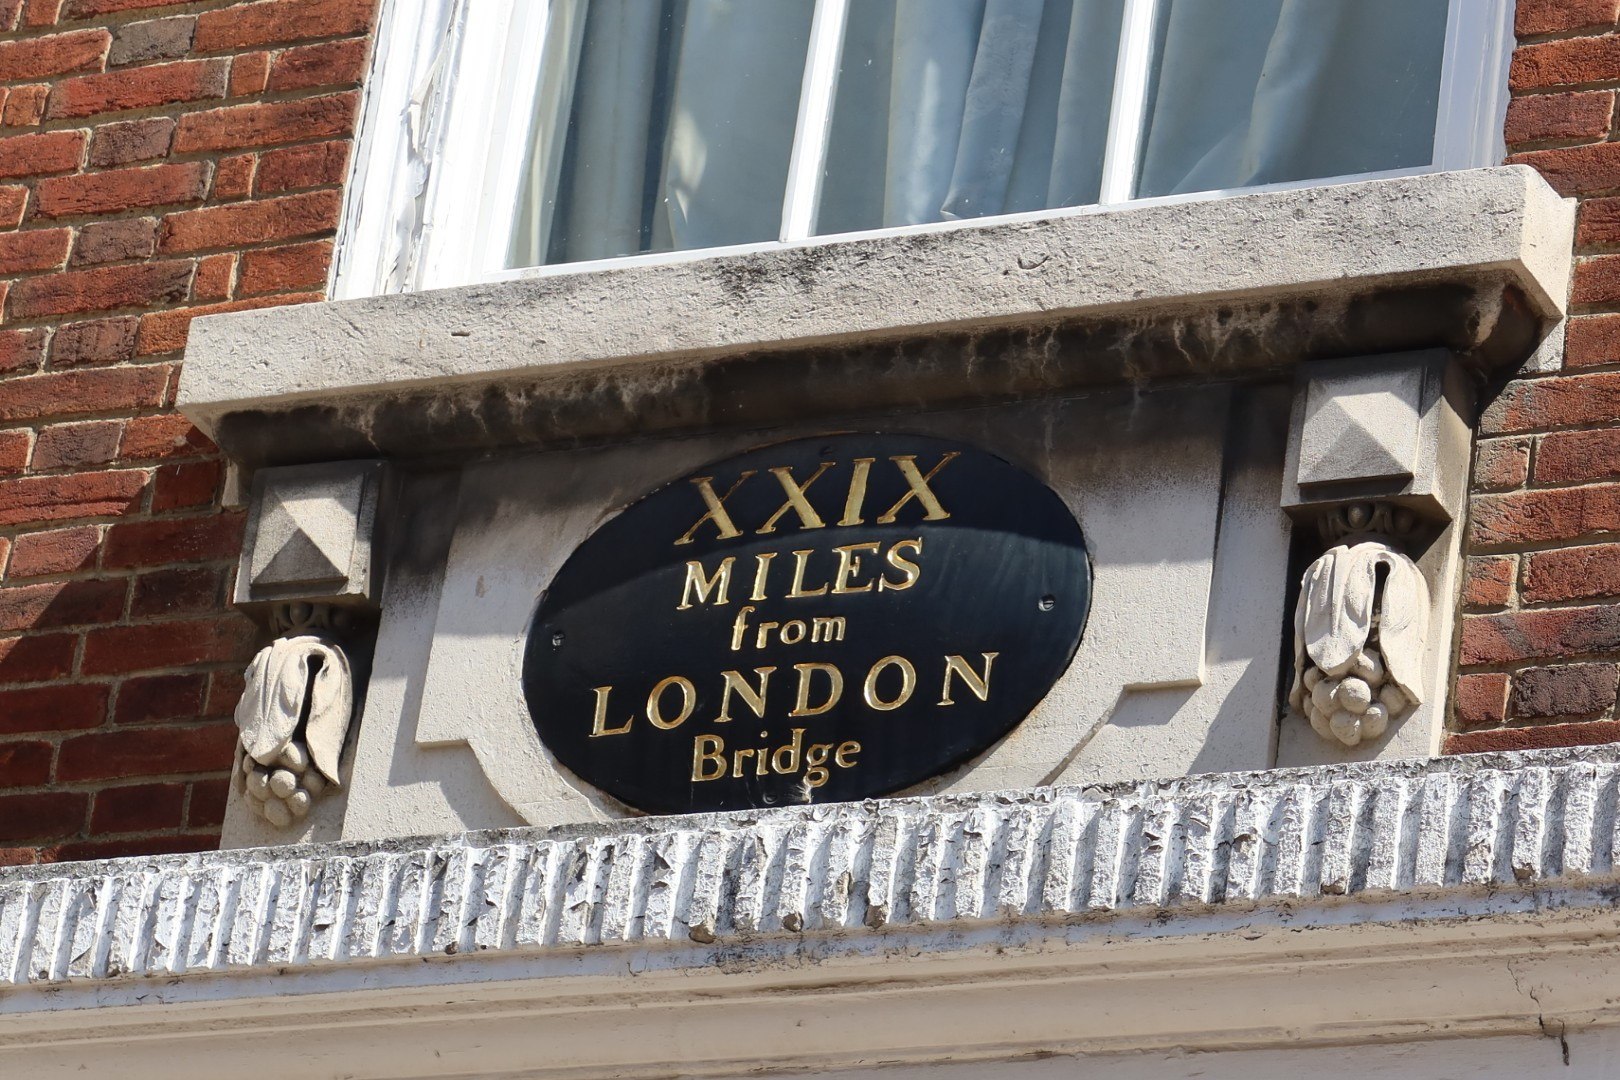 XXIX
MILES
from
LONDON
Bridge